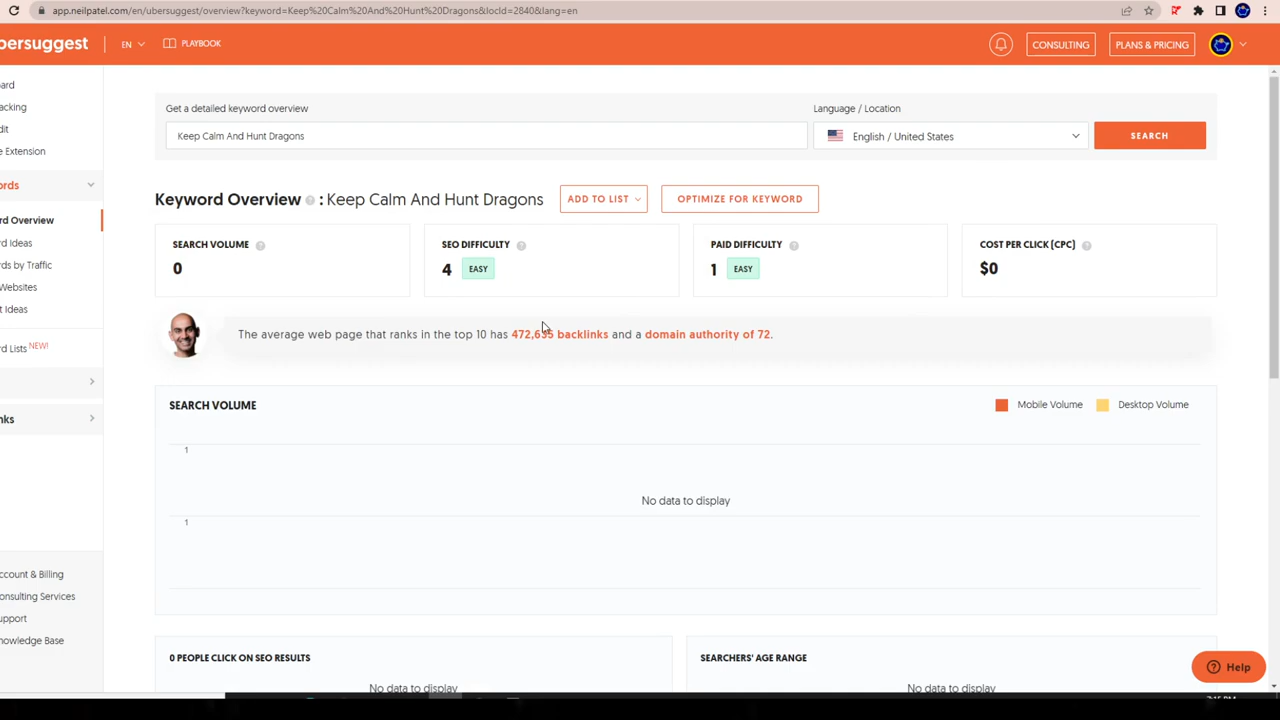 app.neilpatel.com/en/ubersuggest/overview?keyword=Keep%20Calm%20And%20Hunt%20Dragons&locId=2840&lang=en
bersuggest EN PLAYBOOK CONSULTING PLANS & PRICING
ard
acking
dit
e Extension
ords
rd Overview
rd Ideas
rds by Traffic
Websites
t Ideas
rd Lists NEW!
nks
ccount & Billing
onsulting Services
upport
nowledge Base
Get a detailed keyword overview Language / Location
Keep Calm And Hunt Dragons English / United States SEARCH
Keyword Overview ? : Keep Calm And Hunt Dragons ADD TO LIST OPTIMIZE FOR KEYWORD
SEARCH VOLUME ? SEO DIFFICULTY ? PAID DIFFICULTY ? COST PER CLICK (CPC) ?
0 4 EASY 1 EASY $0
The average web page that ranks in the top 10 has 472,635 backlinks and a domain authority of 72.
SEARCH VOLUME Mobile Volume Desktop Volume
1
No data to display
1
0 PEOPLE CLICK ON SEO RESULTS SEARCHERS' AGE RANGE
No data to display No data to display
? Help